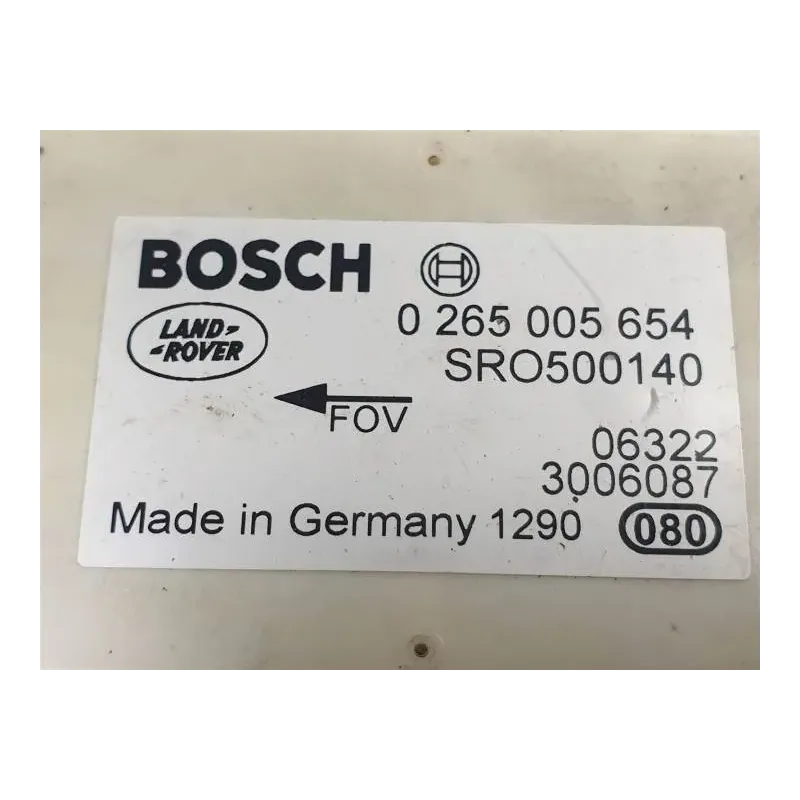 BOSCH
0 265 005 654
LAND-
-ROVER
SRO500140
FOV
06322
3006087
Made in Germany 1290 080